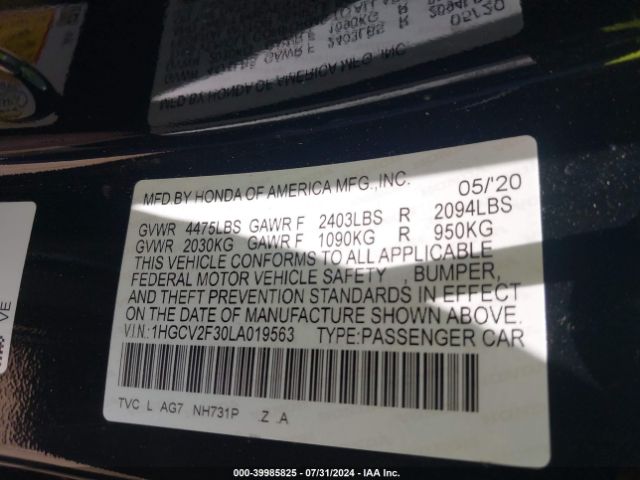 MFD.BY HONDA OF AMERICA MFG.,INC. 05/'20
GVWR 4475LBS GAWR F 2403LBS R 2094LBS
GVWR 2030KG GAWR F 1090KG R 950KG
THIS VEHICLE CONFORMS TO ALL APPLICABLE
FEDERAL MOTOR VEHICLE SAFETY , BUMPER,
AND THEFT PREVENTION STANDARDS IN EFFECT
ON THE DATE OF MANUFACTURE SHOWN ABOVE.
VIN:1HGCV2F30LA019563 TYPE:PASSENGER CAR
TVC L AG7 NH731P Z .A
VE
OWNER: (STOCK#) - (000-39985825 - 07/31/2024 - IAA Inc.